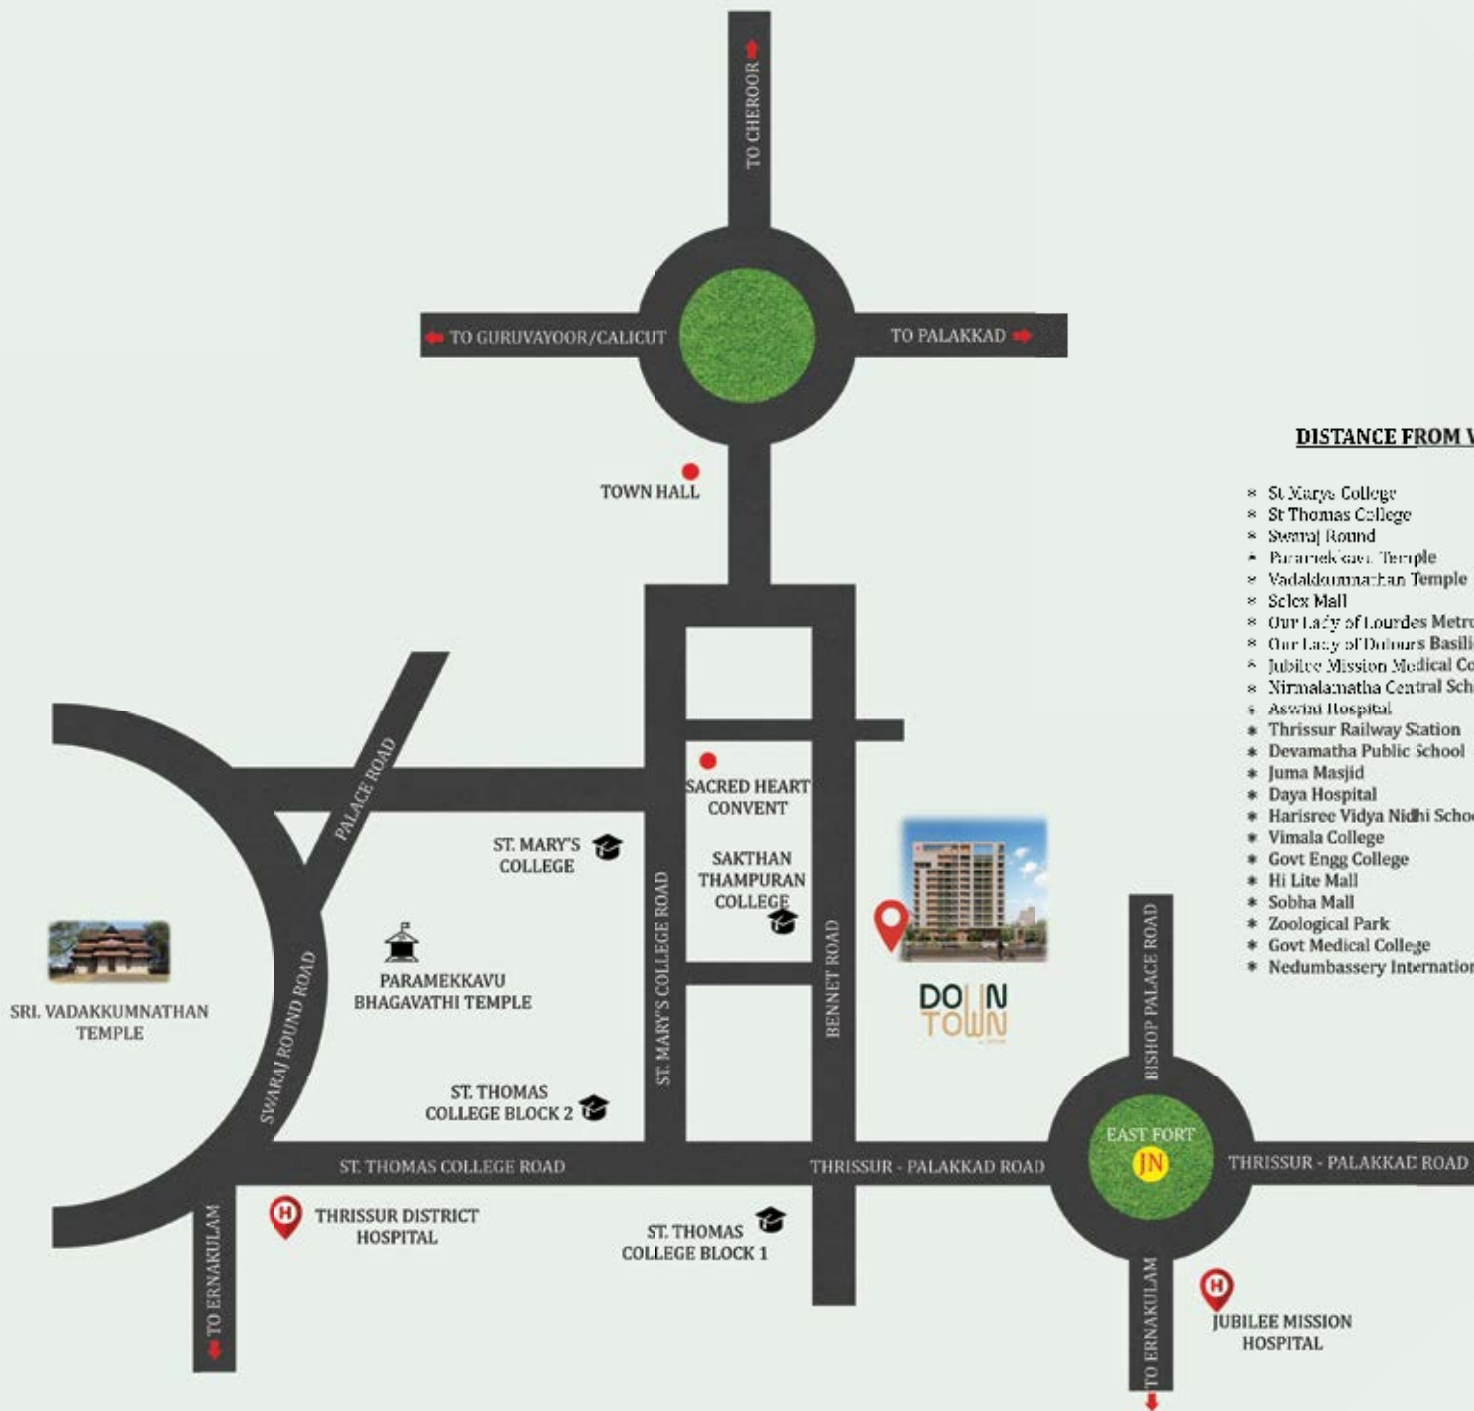 TO CHEROOR
TO GURUVAYOOR/CALICUT
TO PALAKKAD
TOWN HALL
DISTANCE FROM
* St Marys College
* St Thomas College
* Swaraj Round
* Paramekkavu Temple
* Vadakkumnathan Temple
* Selex Mall
* Our Lady of Lourdes
* Our Lady of Dolours
* Jubilee Mission Medical
* Nirmalamatha Central
* Aswini Hospital
* Thrissur Railway Station
* Devamatha Public School
* Juma Masjid
* Daya Hospital
* Harisree Vidya Nidhi
* Vimala College
* Govt Engg College
* Hi Lite Mall
* Sobha Mall
* Zoological Park
* Govt Medical College
* Nedumbassery
PALACE ROAD
SACRED HEART
CONVENT
ST. MARY'S
COLLEGE
SAKTHAN
THAMPURAN
COLLEGE
ST. MARY'S COLLEGE ROAD
BENNET ROAD
BISHOP PALACE ROAD
DOWN
TOWN
PARAMEKKAVU
BHAGAVATHI TEMPLE
SRI. VADAKKUMNATHAN
TEMPLE
SWARAJ ROUND ROAD
ST. THOMAS
COLLEGE BLOCK 2
EAST FORT
JN
ST. THOMAS COLLEGE ROAD
THRISSUR - PALAKKAD ROAD
THRISSUR - PALAKKAD ROAD
H
THRISSUR DISTRICT
HOSPITAL
ST. THOMAS
COLLEGE BLOCK 1
TO ERNAKULAM
TO ERNAKULAM
H
JUBILEE MISSION
HOSPITAL